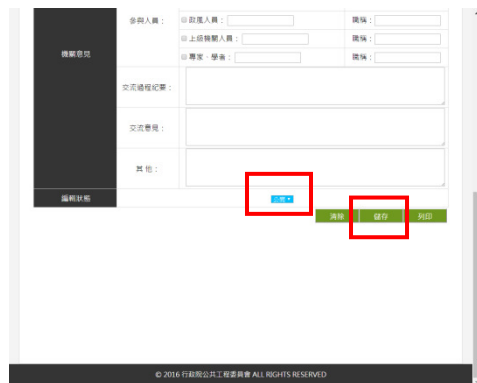 參與人員：
政風人員：
職稱：
上級機關人員：
職稱：
專家、學者：
職稱：
機關意見
交流過程紀要：
交流意見：
其他：
編輯狀態
公開
清除 儲存 列印
© 2016 行政院公共工程委員會 ALL RIGHTS RESERVED